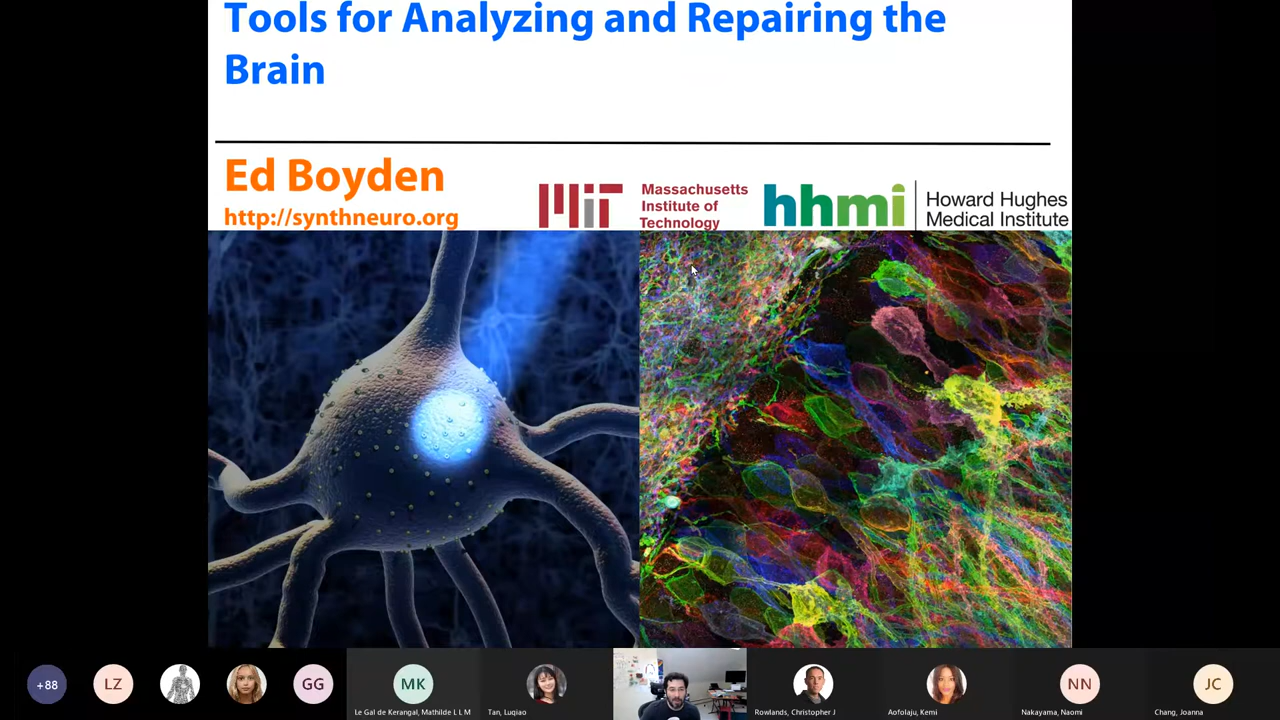 Tools for Analyzing and Repairing the
Brain
Ed Boyden
http://synthneuro.org
MIT
Massachusetts
Institute of
Technology
hhmi
Howard Hughes
Medical Institute
+88
LZ
GG
MK
Le Gal de Kerangal, Mathilde L L M
Tan, Luqiao
Rowlands, Christopher J
Aofolaju, Kemi
NN
Nakayama, Naomi
JC
Chang, Joanna